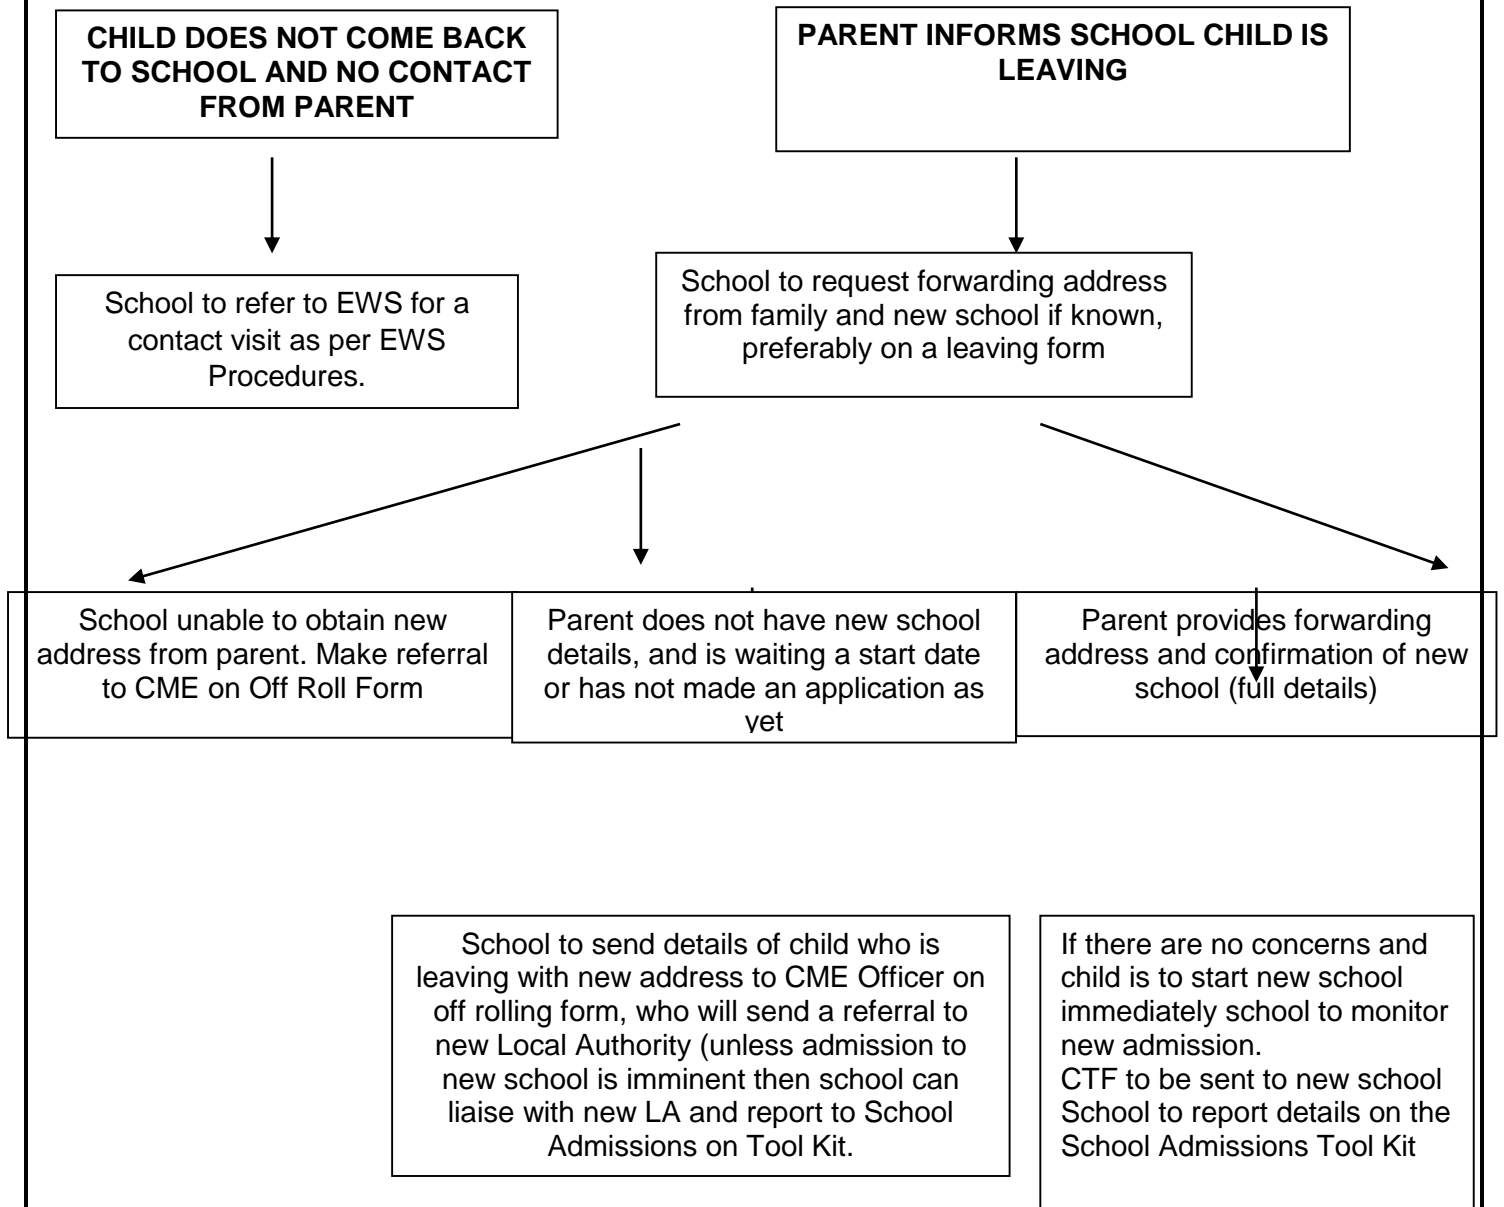 CHILD DOES NOT COME BACK
TO SCHOOL AND NO CONTACT
FROM PARENT
PARENT INFORMS SCHOOL CHILD IS
LEAVING
School to refer to EWS for a
contact visit as per EWS
Procedures.
School to request forwarding address
from family and new school if known,
preferably on a leaving form
School unable to obtain new
address from parent. Make referral
to CME on Off Roll Form
Parent does not have new school
details, and is waiting a start date
or has not made an application as
yet
Parent provides forwarding
address and confirmation of new
school (full details)
School to send details of child who is
leaving with new address to CME Officer on
off rolling form, who will send a referral to
new Local Authority (unless admission to
new school is imminent then school can
liaise with new LA and report to School
Admissions on Tool Kit.
If there are no concerns and
child is to start new school
immediately school to monitor
new admission.
CTF to be sent to new school
School to report details on the
School Admissions Tool Kit